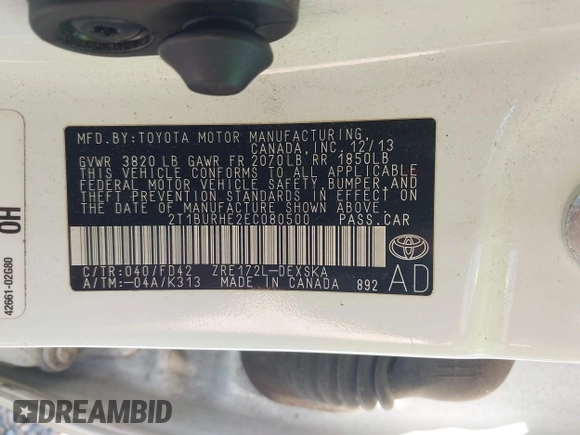 MFD.BY:TOYOTA MOTOR MANUFACTURING,
CANADA,INC.12/13
GVWR 3820 LB GAWR FR 2070LB RR 1850LB
THIS VEHICLE CONFORMS TO ALL APPLICABLE
FEDERAL MOTOR VEHICLE SAFETY,BUMPER,AND
THEFT PREVENTION STANDARDS IN EFFECT ON
THE DATE OF MANUFACTURE SHOWN ABOVE.
2T1BURHE2EC080500 PASS.CAR
C/TR:040/FD42 ZRE172L-DEXSKA
A/TM:-04A/K313 MADE IN CANADA 892
AD
42661-02G80 OH
DREAMBID